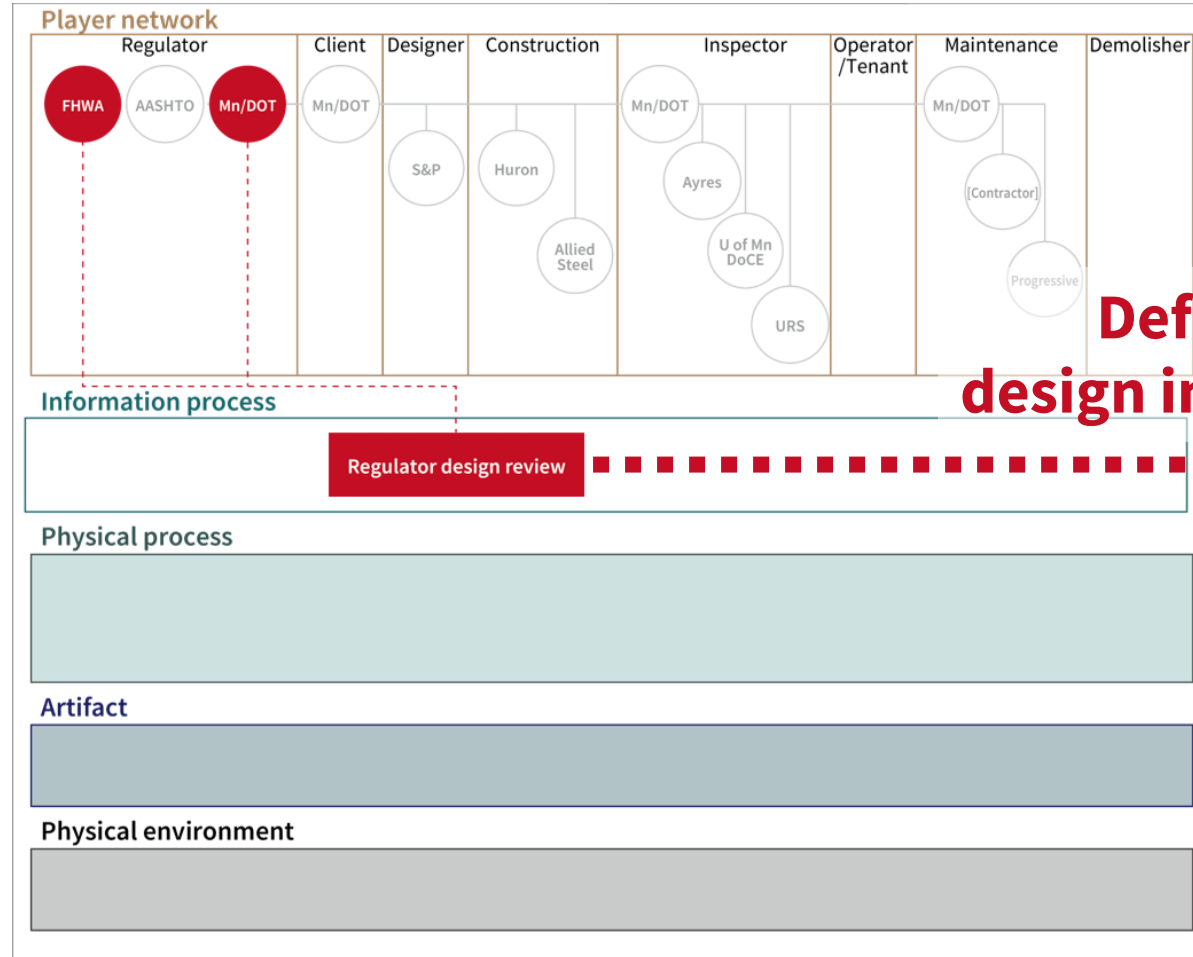 Player network
Regulator
Client
Designer
Construction
Inspector
Operator
/Tenant
Maintenance
Demolisher
FHWA
AASHTO
Mn/DOT
Mn/DOT
S&P
Huron
Allied
Steel
Mn/DOT
Ayres
U of Mn
DoCE
URS
Mn/DOT
[Contractor]
Progressive
Def
design in
Information process
Regulator design review
Physical process
Artifact
Physical environment